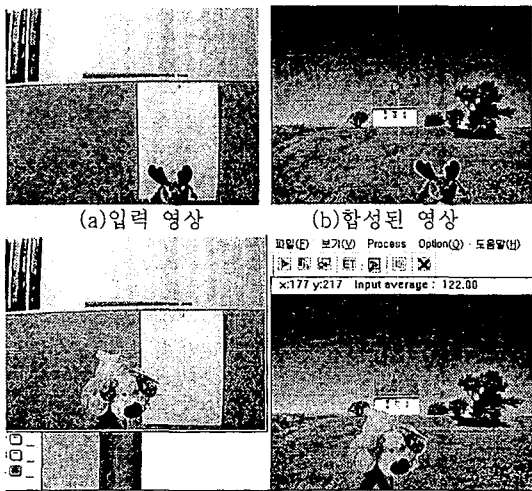 (a)입력 영상
(b)합성된 영상
파일(F) 보기(V) Process Option(O) 도움말(H)
ET
x:177 y:217 Input average : 122.00